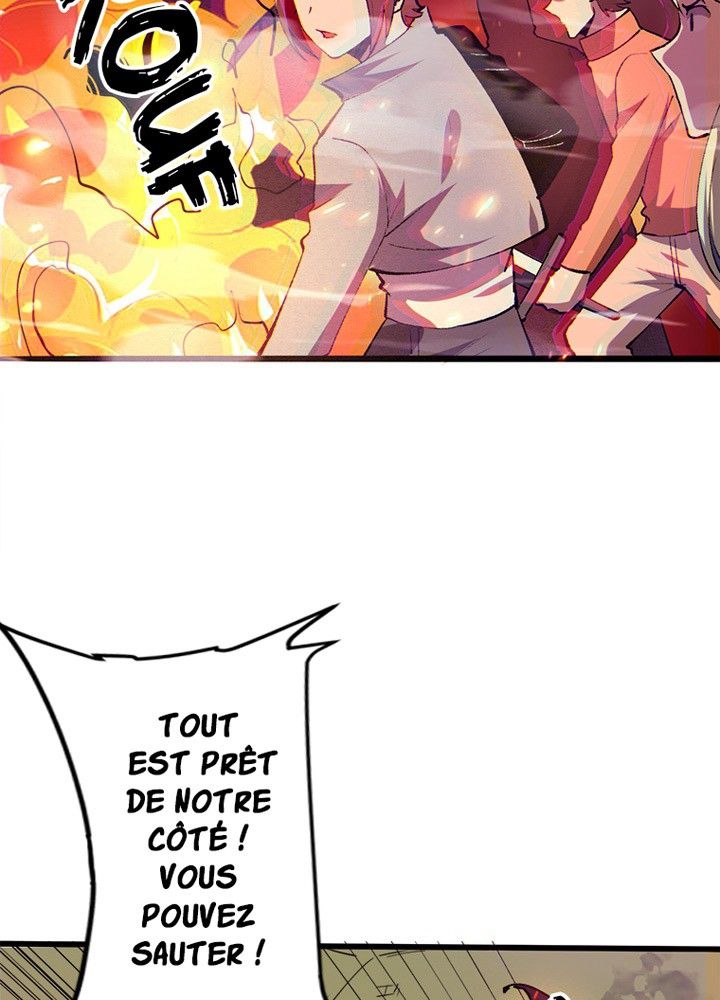 OUF
TOUT
EST PRÊT
DE NOTRE
CÔTÉ !
VOUS
POUVEZ
SAUTER !